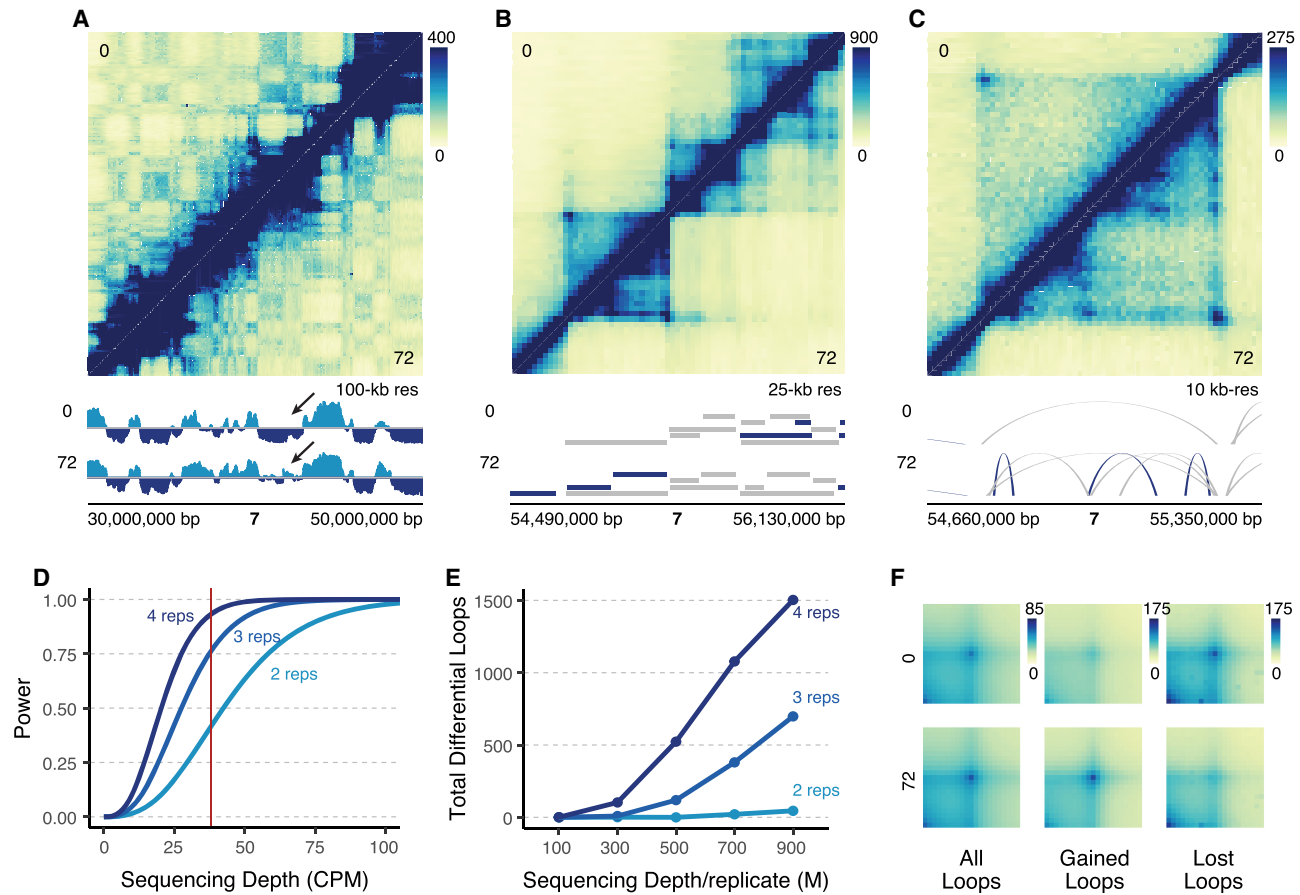 A
0
400
0
72
100-kb res
0
72
30,000,000 bp 7 50,000,000 bp
B
0
900
0
72
25-kb res
0
72
54,490,000 bp 7 56,130,000 bp
C
0
275
0
72
10 kb-res
0
72
54,660,000 bp 7 55,350,000 bp
D
Power
1.00
0.75
0.50
0.25
0.00
4 reps
3 reps
2 reps
0 25 50 75 100
Sequencing Depth (CPM)
E
Total Differential Loops
1500
1000
500
0
4 reps
3 reps
2 reps
100 300 500 700 900
Sequencing Depth/replicate (M)
F
85 175 175
0 0 0
0
72
All Loops
Gained Loops
Lost Loops